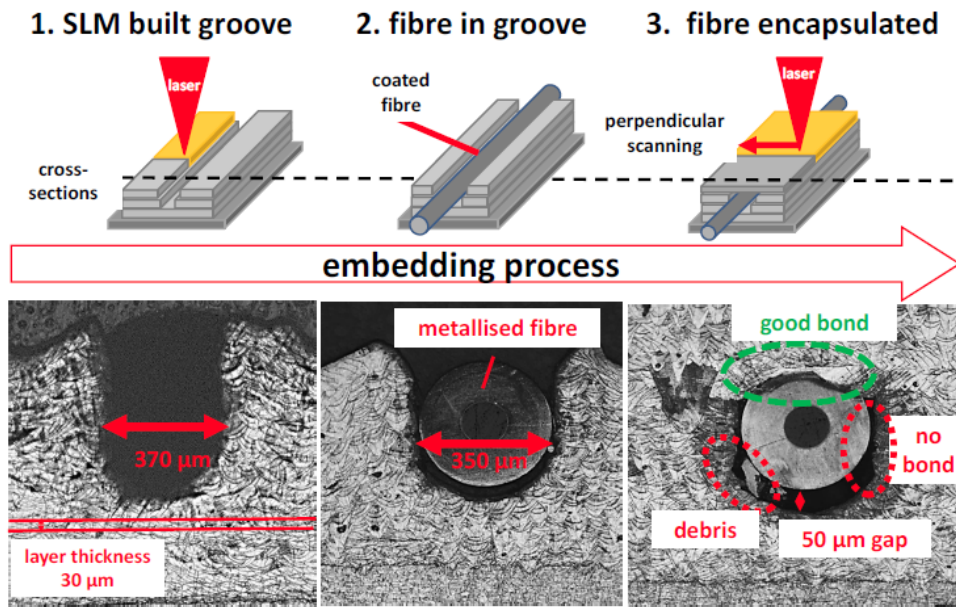 1. SLM built groove
2. fibre in groove
3. fibre encapsulated
laser
coated
fibre
laser
perpendicular
scanning
cross-
sections
embedding process
370 µm
layer thickness
30 µm
metallised fibre
350 µm
good bond
no
bond
debris
50 µm gap